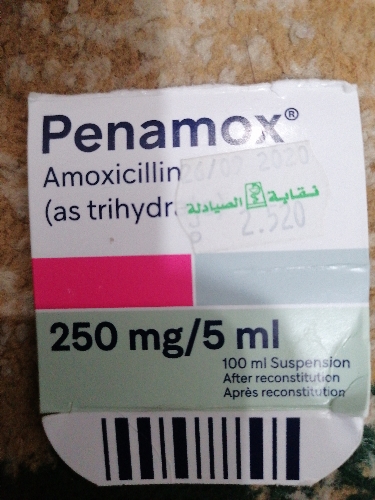 Penamox®
Amoxicillin
(as trihydr
26/09 2020
نقابة الصيادلة
P 2.520
250 mg/5 ml
100 ml Suspension
After reconstitution
Après reconstitution